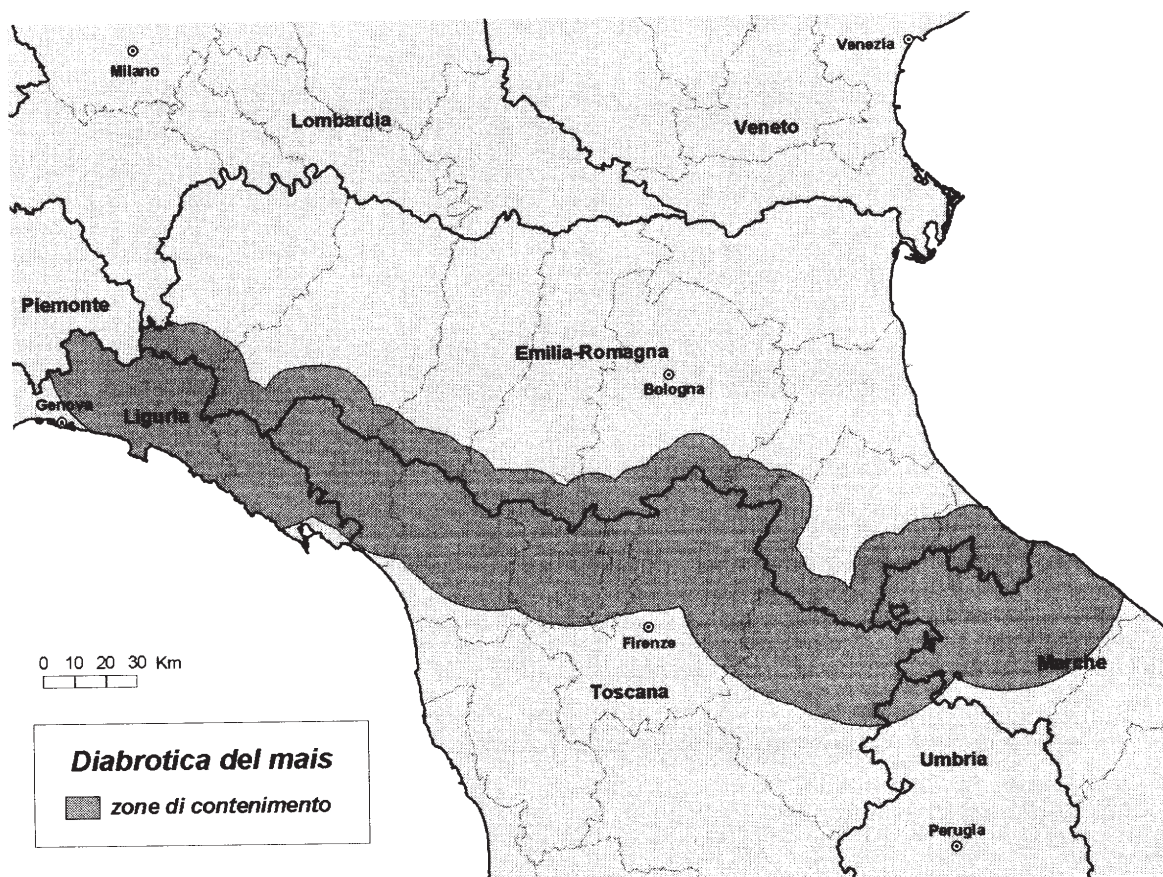 Venezia
Milano
Lombardia
Veneto
Piemonte
Emilia-Romagna
Bologna
Genova
Liguria
Firenze
0 10 20 30 Km
Marche
Toscana
Diabrotica del mais
zone di contenimento
Umbria
Perugia